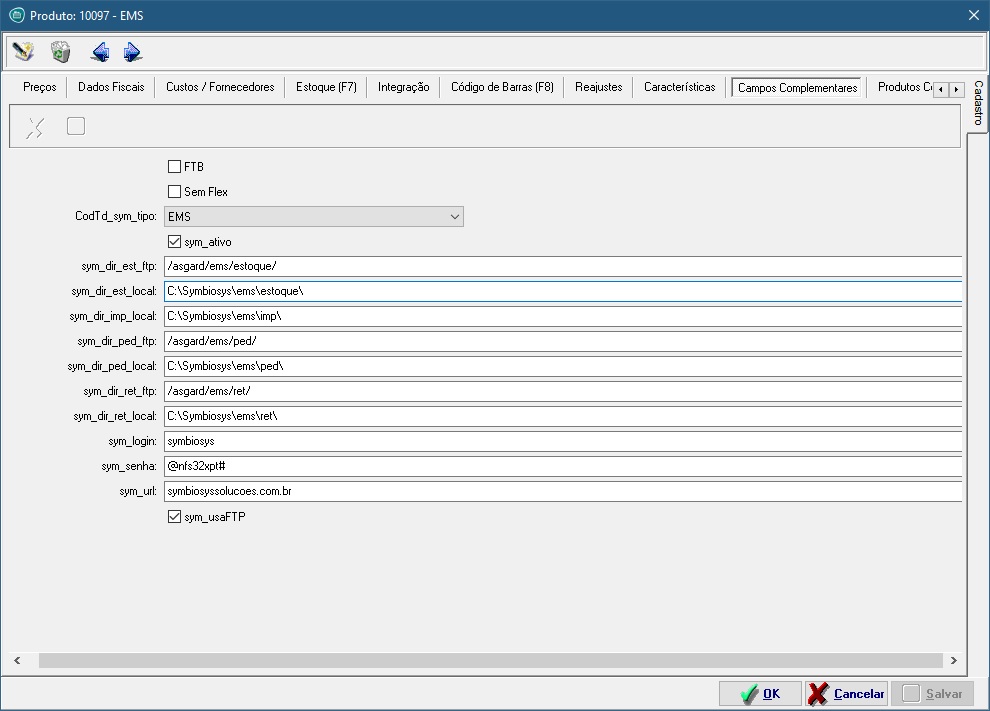 Produto: 10097 - EMS
Preços Dados Fiscais Custos / Fornecedores Estoque (F7) Integração Código de Barras (F8) Reajustes Características Campos Complementares Produtos
Cadastro
FTB
Sem Flex
CodTd_sym_tipo: EMS
sym_ativo
sym_dir_est_ftp: /asgard/ems/estoque/
sym_dir_est_local: C:\Symbiosys\ems\estoque\
sym_dir_imp_local: C:\Symbiosys\ems\imp\
sym_dir_ped_ftp: /asgard/ems/ped/
sym_dir_ped_local: C:\Symbiosys\ems\ped\
sym_dir_ret_ftp: /asgard/ems/ret/
sym_dir_ret_local: C:\Symbiosys\ems\ret\
sym_login: symbiosys
sym_senha: @nfs32xpt#
sym_url: symbiosyssolucoes.com.br
sym_usaFTP
OK Cancelar Salvar